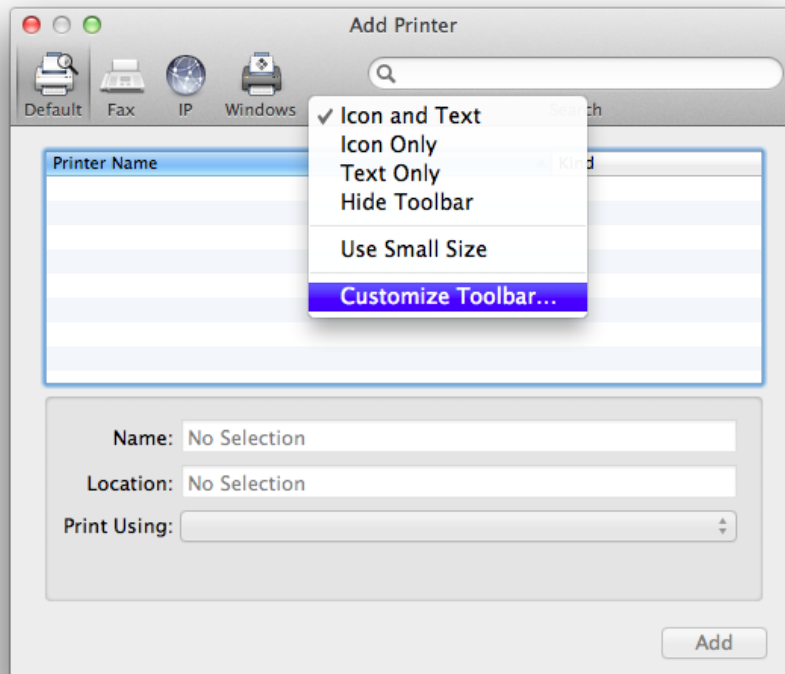 Add Printer
Default Fax IP Windows
Search
✓ Icon and Text
Icon Only
Text Only
Hide Toolbar
Use Small Size
Customize Toolbar...
Printer Name
Kind
Name: No Selection
Location: No Selection
Print Using:
Add